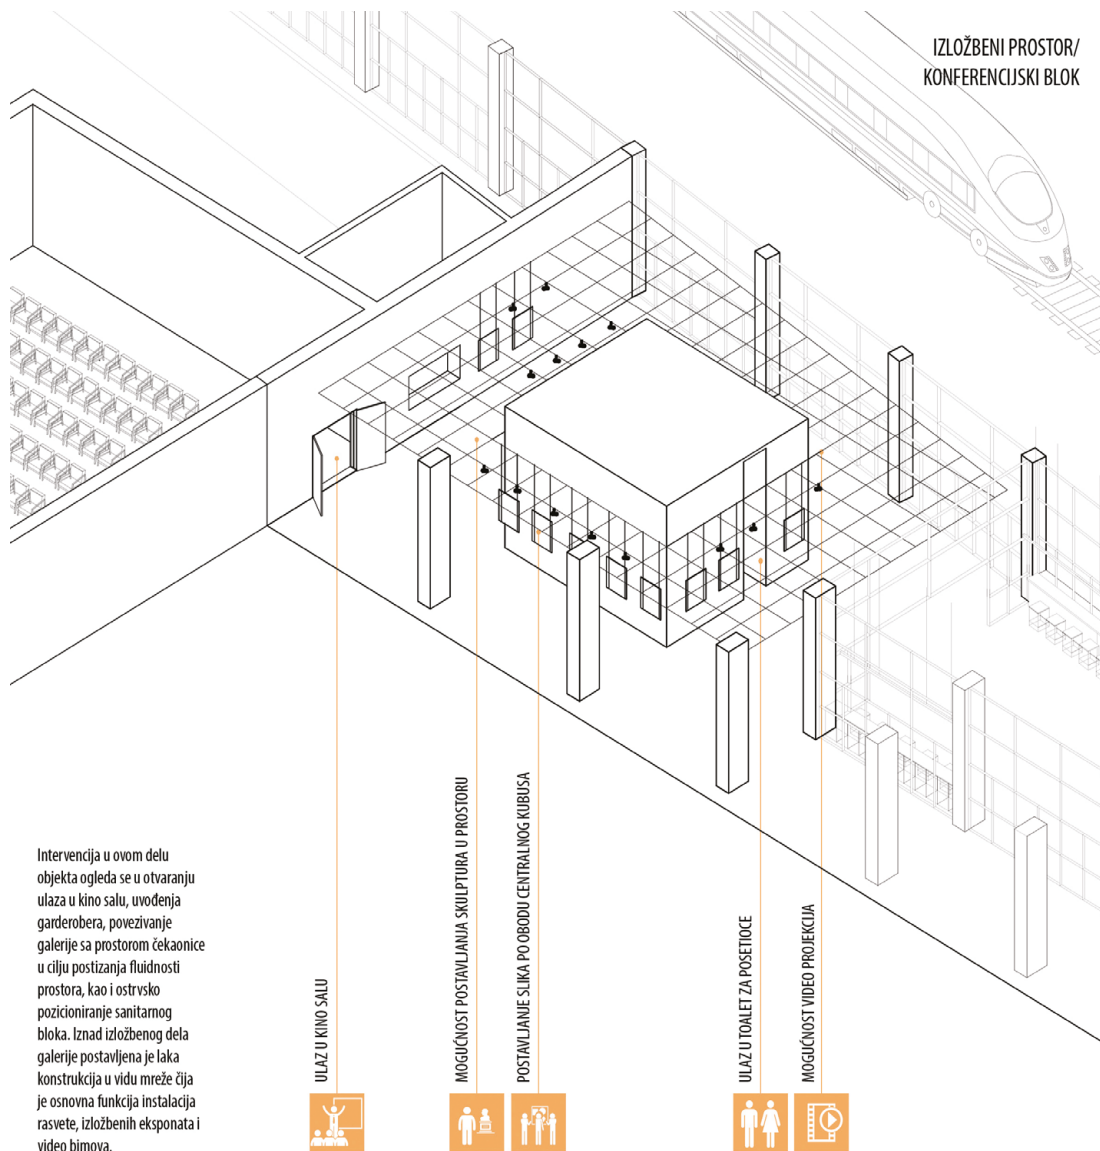 IZLOŽBENI PROSTOR/
KONFERENCIJSKI BLOK
Intervencija u ovom delu
objekta ogleda se u otvaranju
ulaza u kino salu, uvođenja
garderobera, povezivanje
galerije sa prostorom čekaonice
u cilju postizanja fluidnosti
prostora, kao i ostrvsko
pozicioniranje sanitarnog
bloka. Iznad izložbenog dela
galerije postavljena je laka
konstrukcija u vidu mreže čija
je osnovna funkcija instalacija
rasvete, izložbenih eksponata i
video bimova.
ULAZ U KINO SALU
MOGUĆNOST POSTAVLJANJA SKULPTURA U PROSTORU
POSTAVLJANJE SLIKA PO OBODU CENTRALNOG KUBUSA
ULAZ U TOALET ZA POSETIOCE
MOGUĆNOST VIDEO PROJEKCIJA